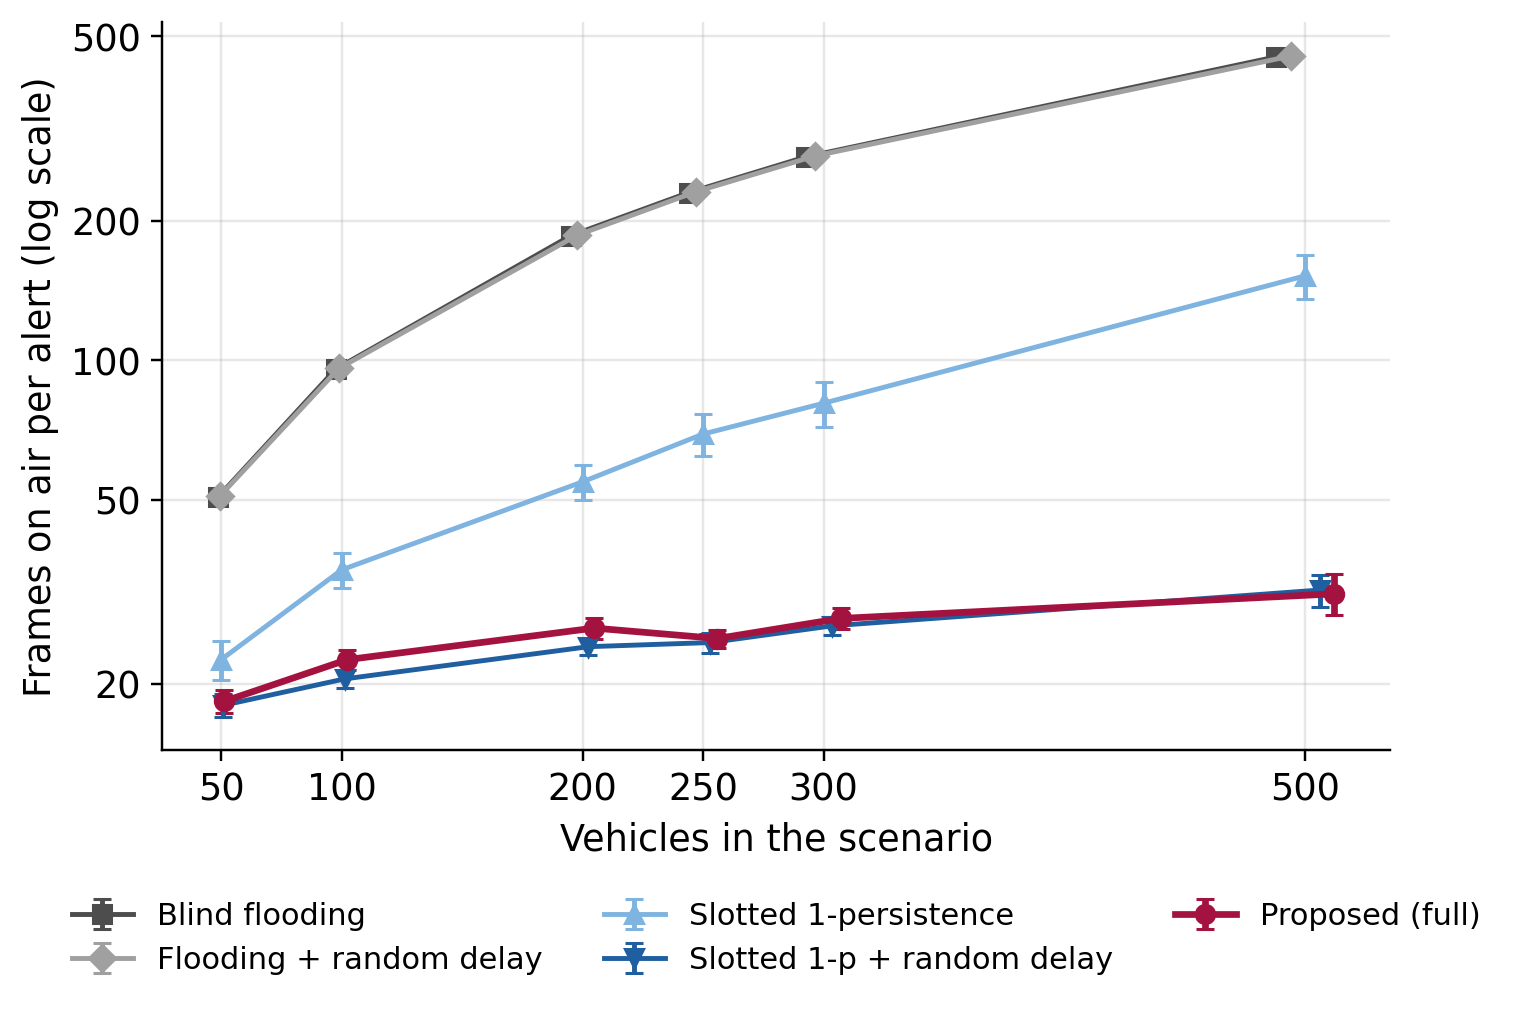 Frames on air per alert (log scale)
500
200
100
50
20
50 100 200 250 300 500
Vehicles in the scenario
Blind flooding
Flooding + random delay
Slotted 1-persistence
Slotted 1-p + random delay
Proposed (full)